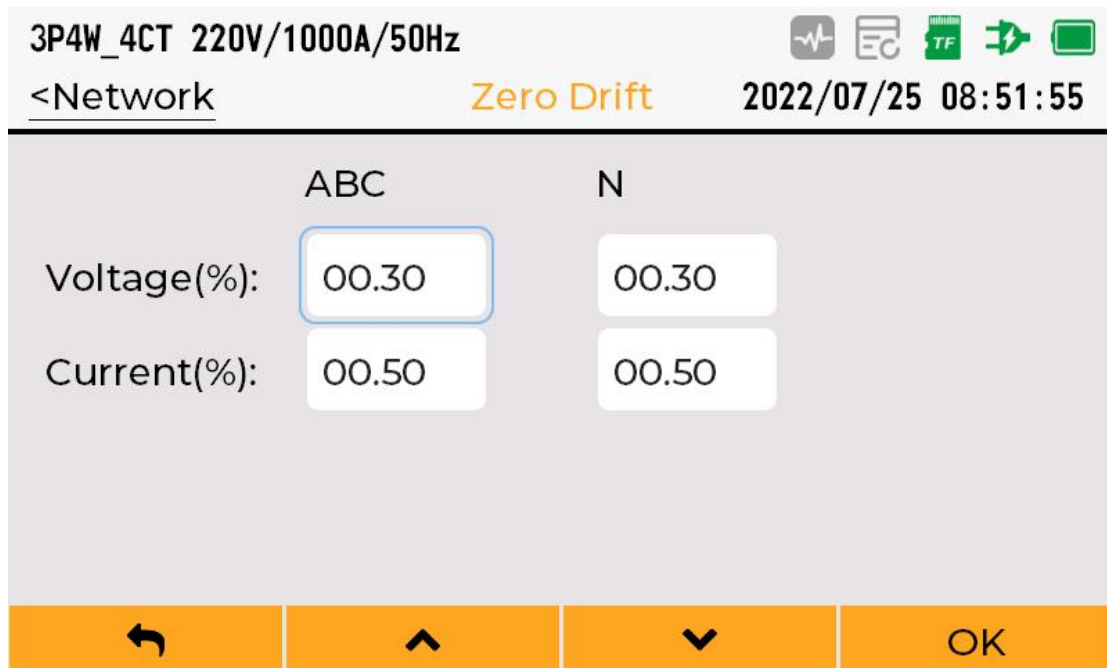 3P4W_4CT 220V/1000A/50Hz
TF
<Network Zero Drift 2022/07/25 08:51:55
ABC N
Voltage(%): 00.30 00.30
Current(%): 00.50 00.50
OK